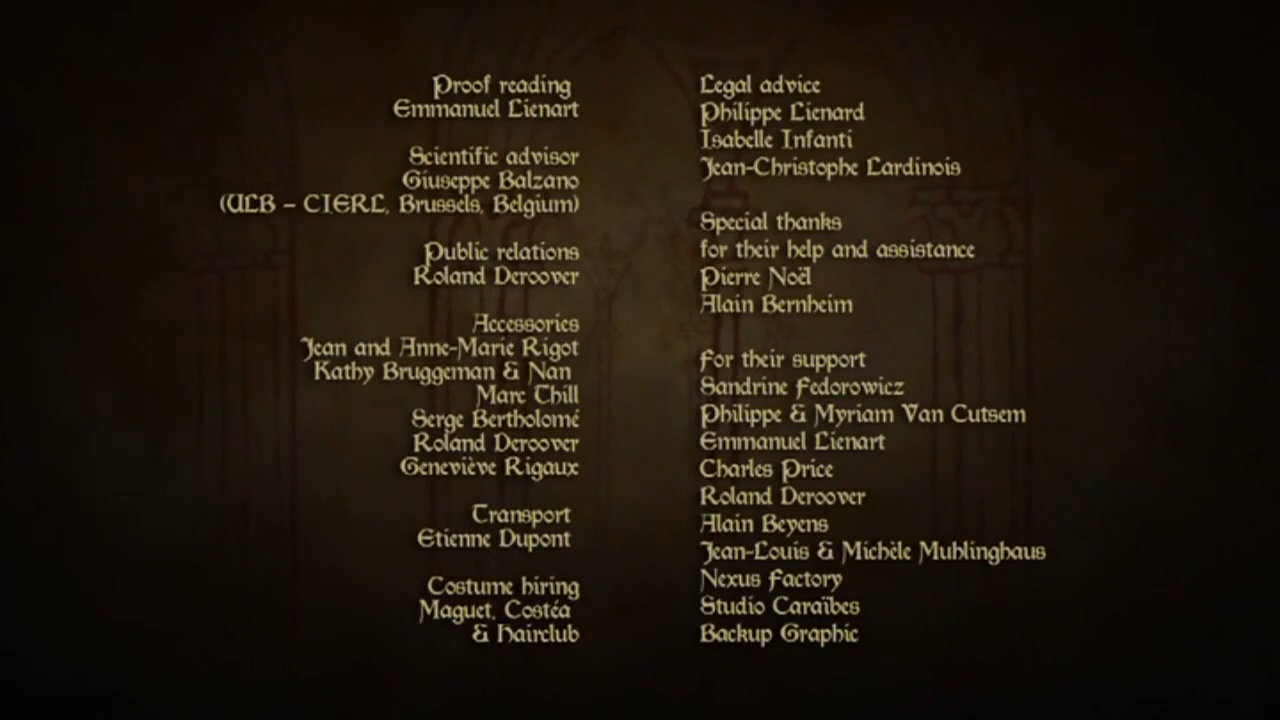 Proof reading
Emmanuel Lienart
Scientific advisor
Giuseppe Balzano
(ULB – CIERL, Brussels, Belgium)
Public relations
Roland Deroover
Accessories
Jean and Anne-Marie Rigot
Kathy Bruggeman & Nan
Marc Thill
Serge Bertholomé
Roland Deroover
Geneviève Rigaux
Transport
Etienne Dupont
Costume hiring
Maguet, Costéa
& Hairclub
Legal advice
Philippe Lienard
Isabelle Infanti
Jean-Christophe Lardinois
Special thanks
for their help and assistance
Pierre Noël
Alain Bernheim
For their support
Sandrine Fedorowicz
Philippe & Myriam Van Cutsem
Emmanuel Lienart
Charles Price
Roland Deroover
Alain Beyens
Jean-Louis & Michèle Muhlinghaus
Nexus Factory
Studio Caraïbes
Backup Graphic